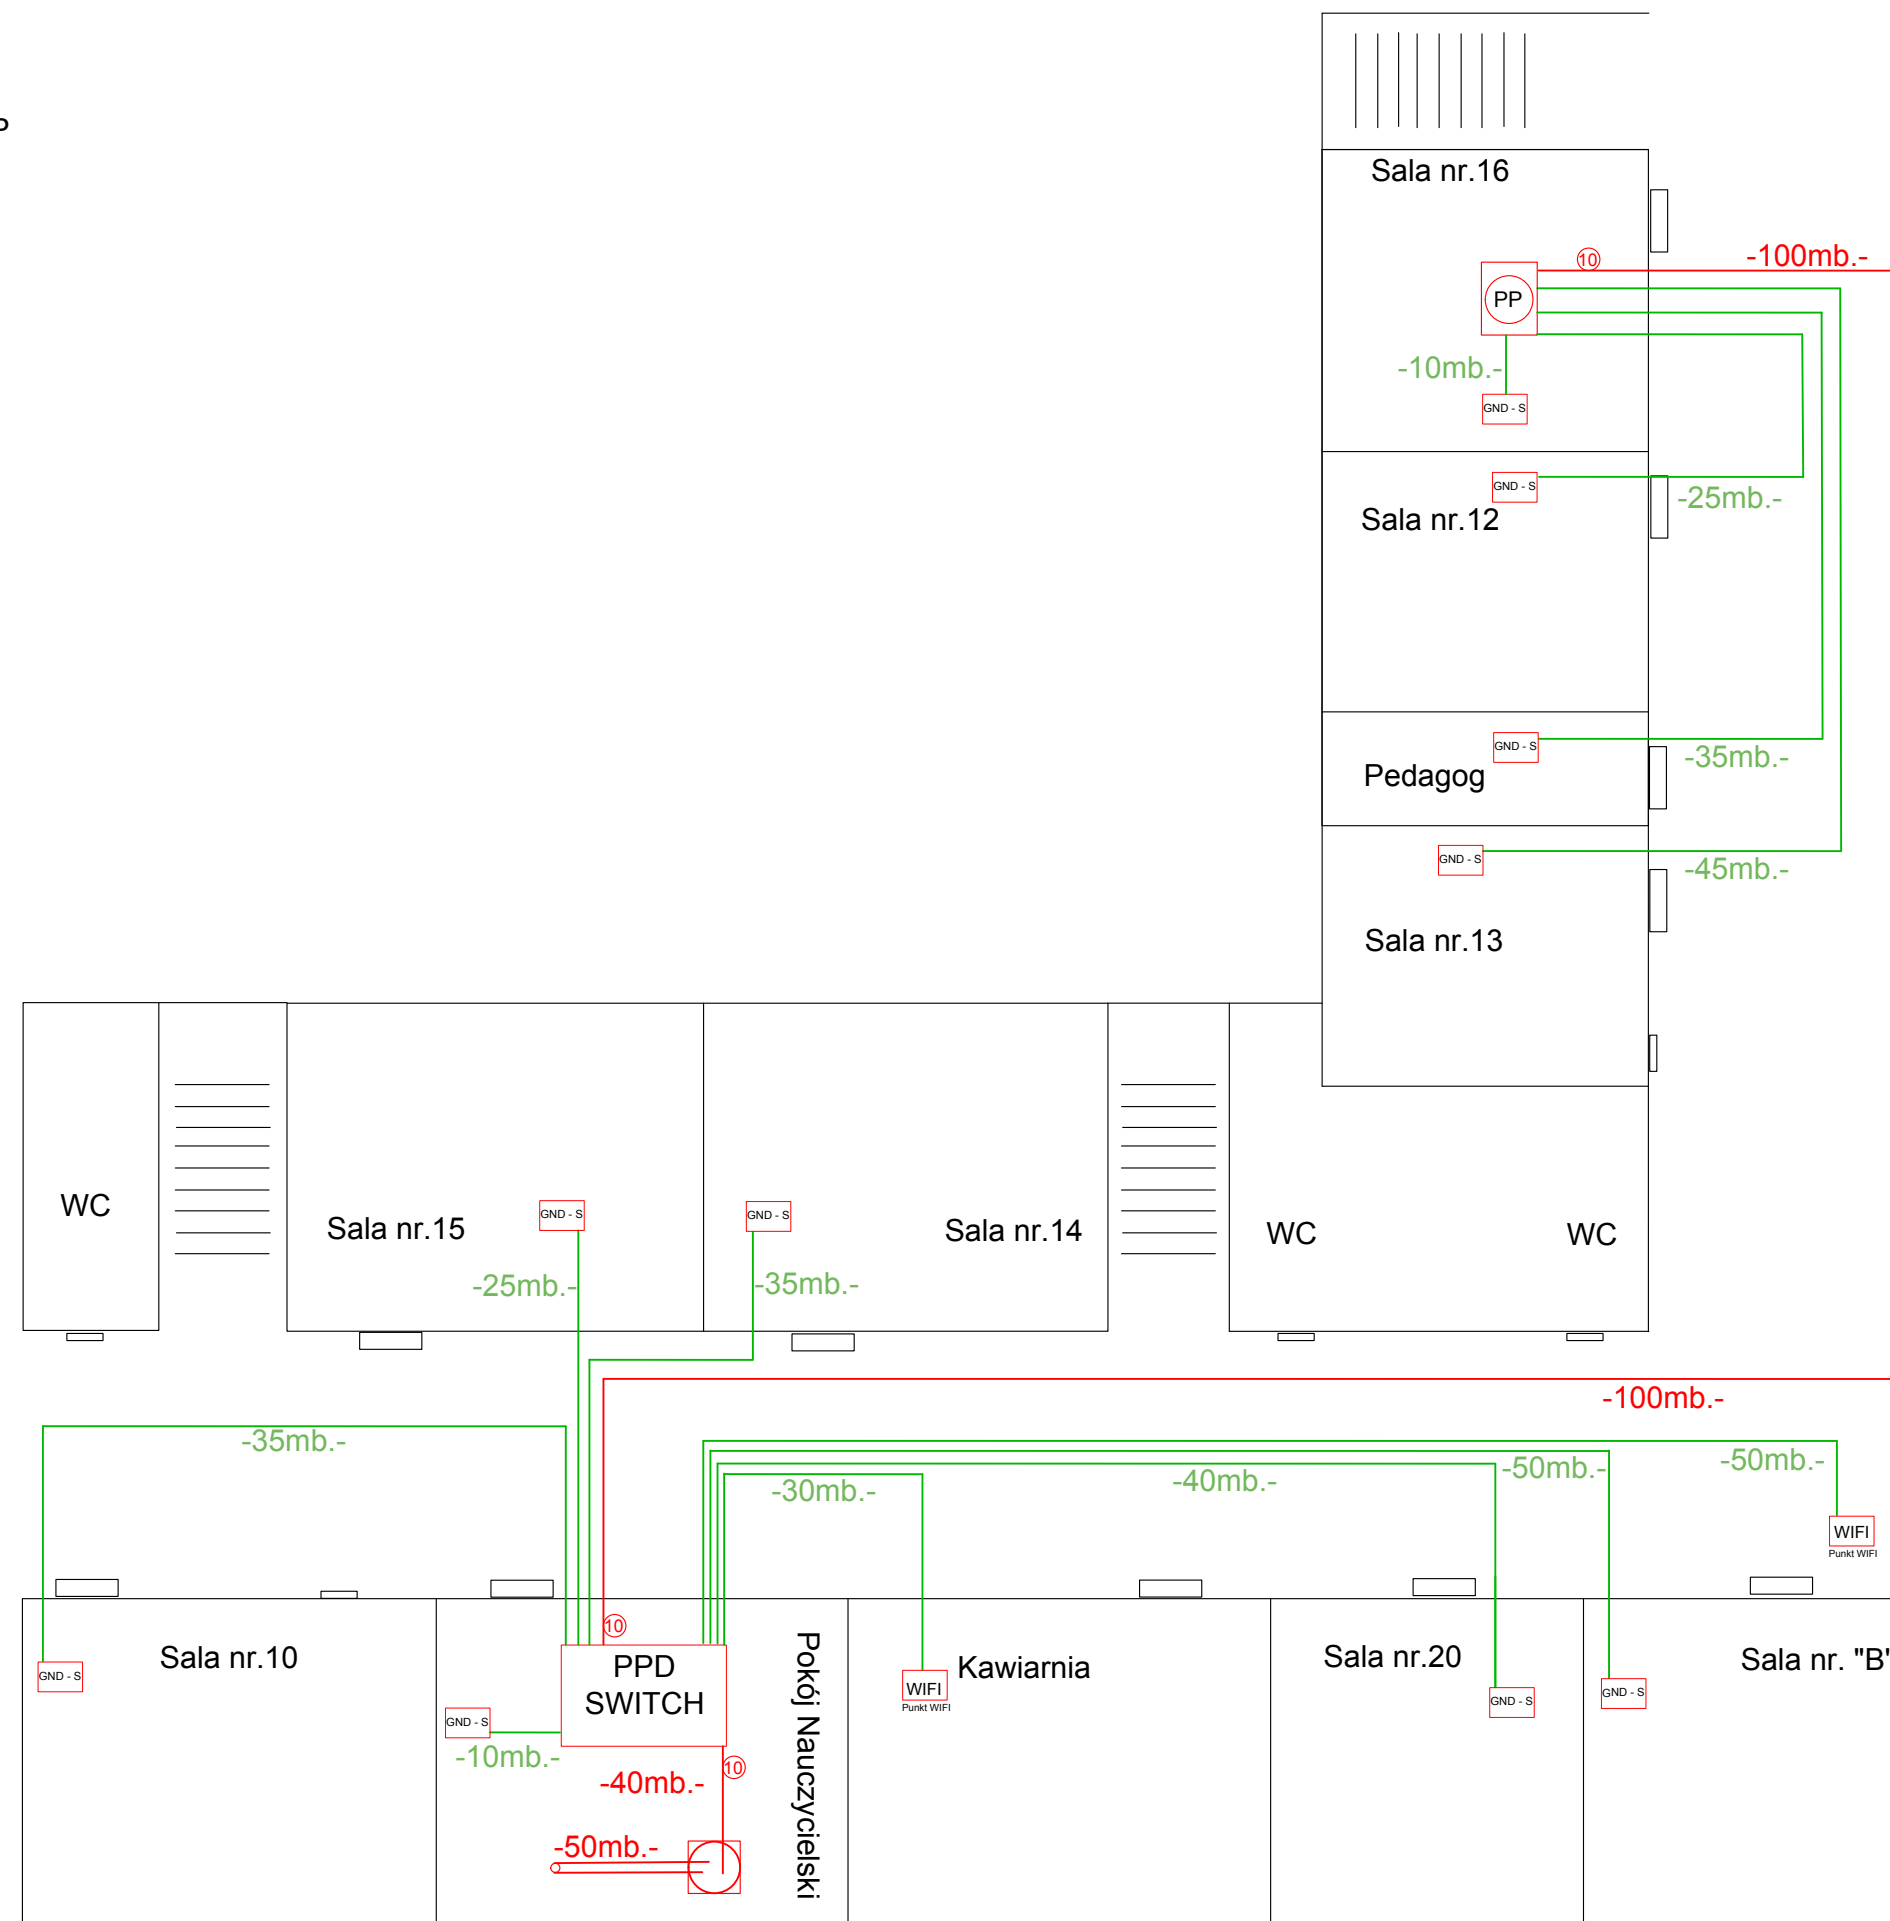 P
Sala nr.16
10
-100mb.-
PP
-10mb.-
GND - S
GND - S
-25mb.-
Sala nr.12
GND - S
-35mb.-
Pedagog
GND - S
-45mb.-
Sala nr.13
WC
Sala nr.15
GND - S
GND - S
Sala nr.14
WC
WC
-25mb.-
-35mb.-
-100mb.-
-35mb.-
-30mb.-
-40mb.-
-50mb.-
-50mb.-
WIFI
Punkt WIFI
10
Sala nr.10
GND - S
PPD
SWITCH
GND - S
-10mb.-
Pokój Nauczycielski
WIFI
Punkt WIFI
Kawiarnia
Sala nr.20
GND - S
GND - S
Sala nr. "B"
-40mb.-
10
-50mb.-